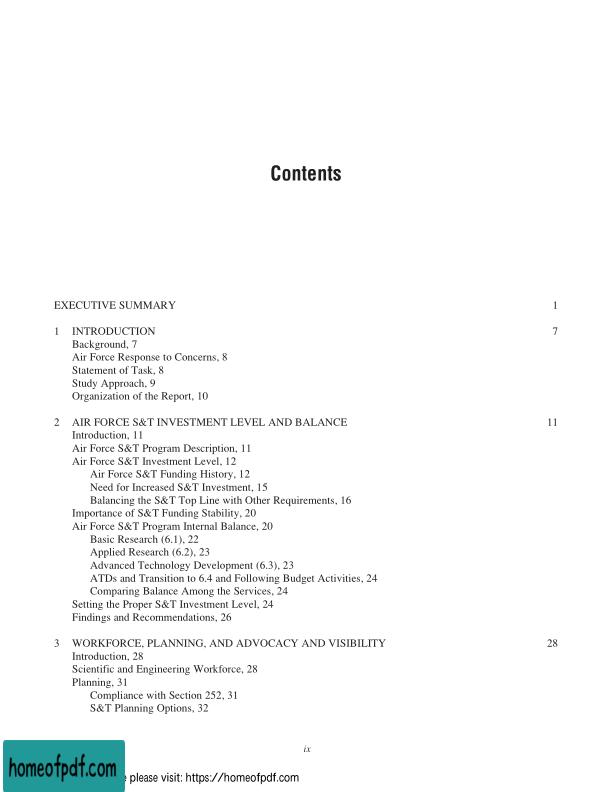 Contents
EXECUTIVE SUMMARY 1
1 INTRODUCTION 7
Background, 7
Air Force Response to Concerns, 8
Statement of Task, 8
Study Approach, 9
Organization of the Report, 10
2 AIR FORCE S&T INVESTMENT LEVEL AND BALANCE 11
Introduction, 11
Air Force S&T Program Description, 11
Air Force S&T Investment Level, 12
Air Force S&T Funding History, 12
Need for Increased S&T Investment, 15
Balancing the S&T Top Line with Other Requirements, 16
Importance of S&T Funding Stability, 20
Air Force S&T Program Internal Balance, 20
Basic Research (6.1), 22
Applied Research (6.2), 23
Advanced Technology Development (6.3), 23
ATDs and Transition to 6.4 and Following Budget Activities, 24
Comparing Balance Among the Services, 24
Setting the Proper S&T Investment Level, 24
Findings and Recommendations, 26
3 WORKFORCE, PLANNING, AND ADVOCACY AND VISIBILITY 28
Introduction, 28
Scientific and Engineering Workforce, 28
Planning, 31
Compliance with Section 252, 31
S&T Planning Options, 32
ix
homeofpdf.com
please visit: https://homeofpdf.com